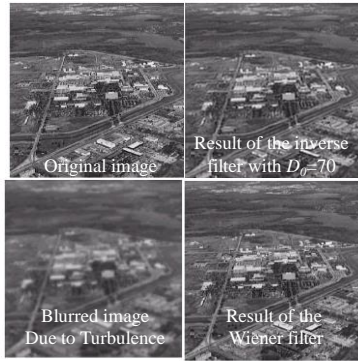 Original image
Result of the inverse
filter with D₀=70
Blurred image
Due to Turbulence
Result of the
Wiener filter